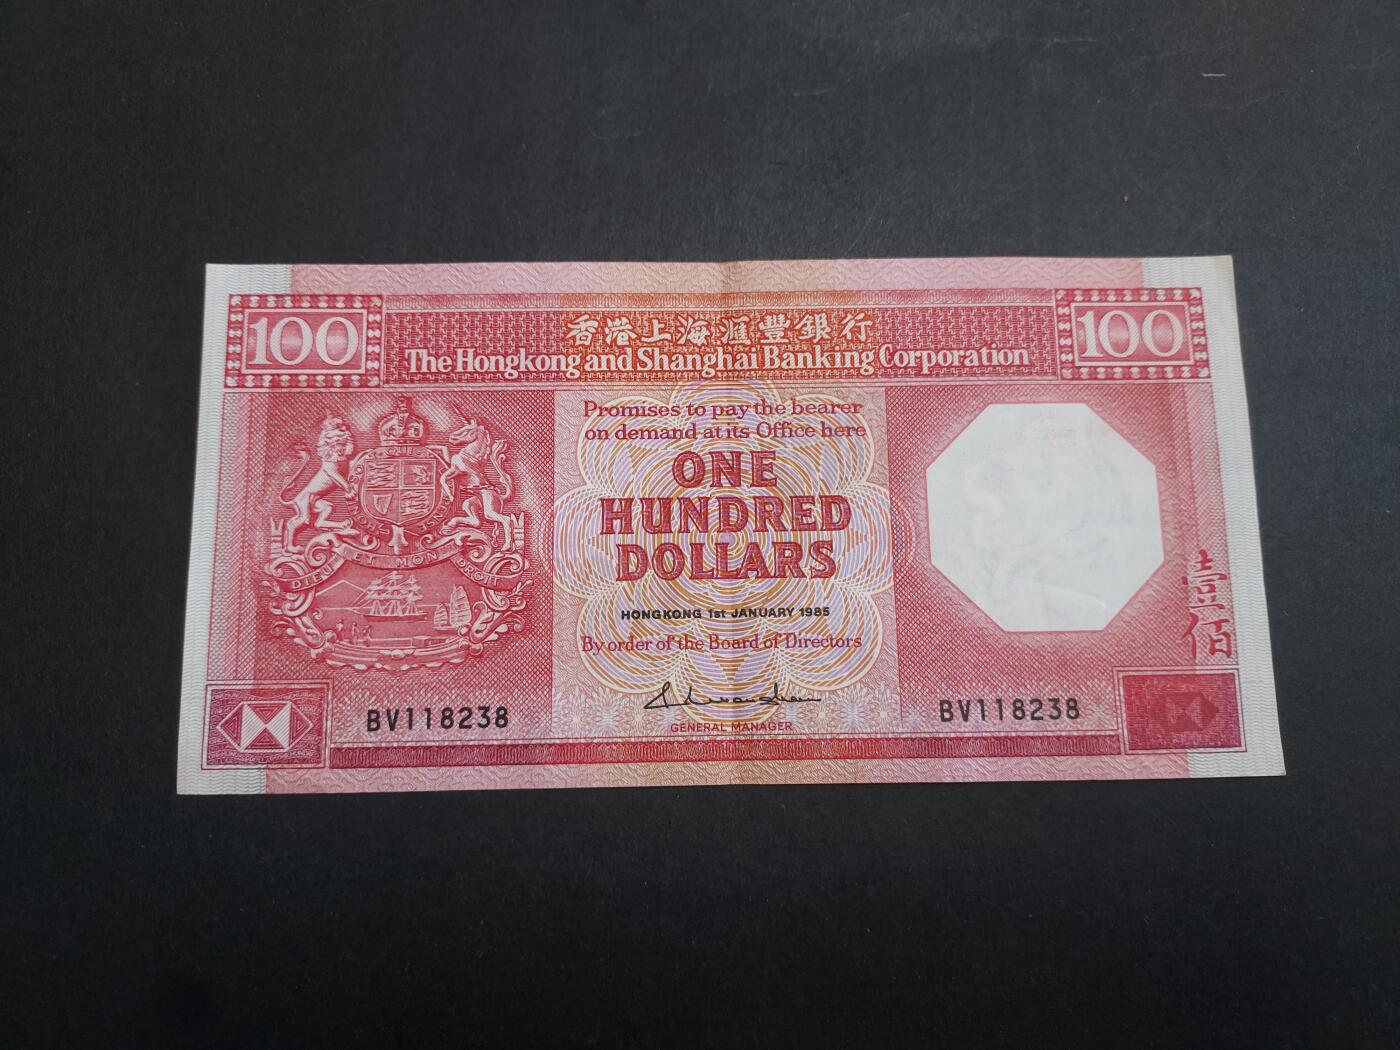 100
香港上海滙豐銀行
100
The Hongkong and Shanghai Banking Corporation
Promises to pay the bearer
on demand at its Office here
ONE
HUNDRED
DOLLARS
HONGKONG 1st JANUARY 1985
By order of the Board of Directors
GENERAL MANAGER
DIEU ET MON DROIT
壹佰
BV118238
BV118238